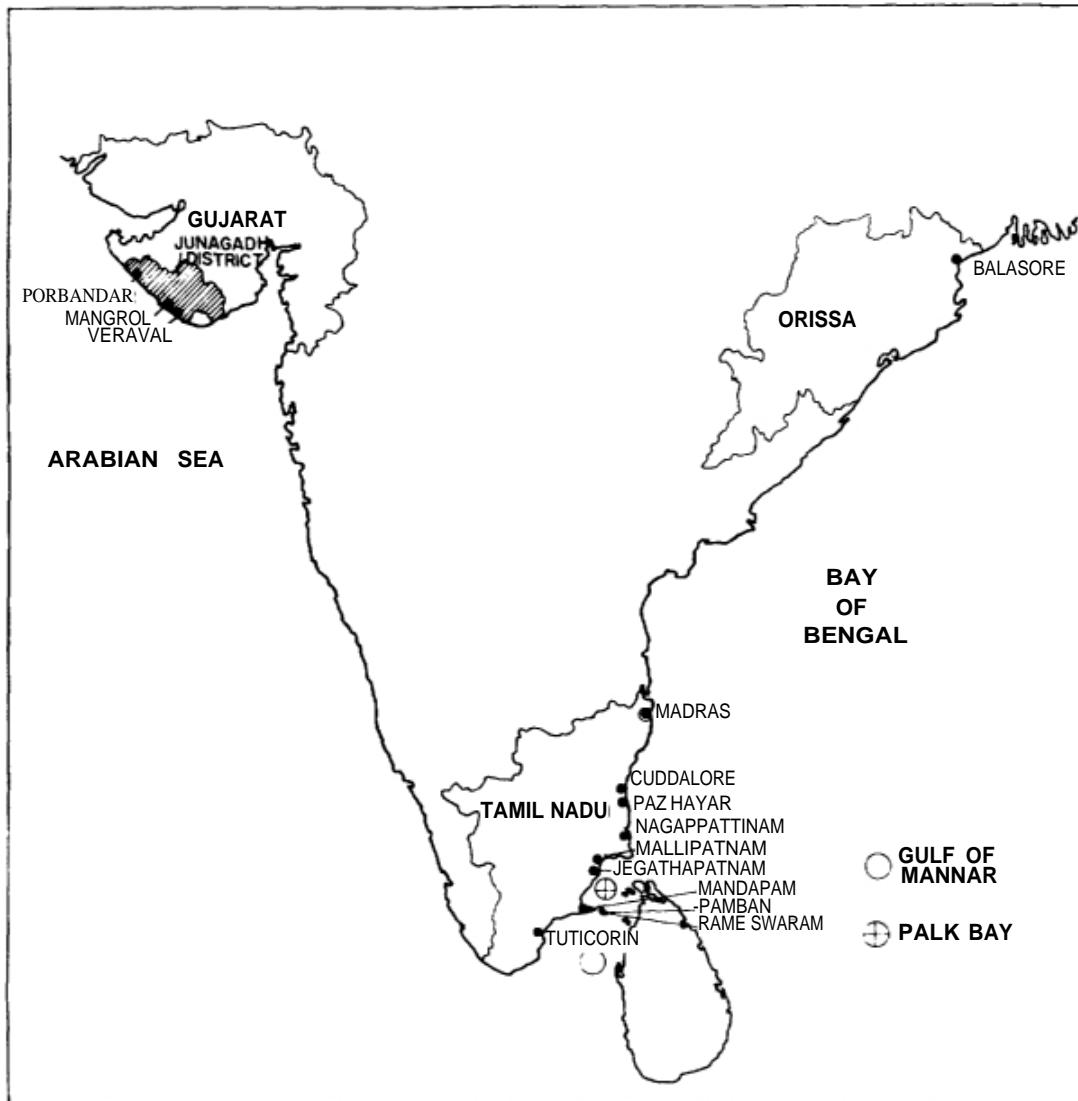 GUJARAT
JUNAGADH
DISTRICT
PORBANDAR
MANGROL
VERAVAL
BALASORE
ORISSA
ARABIAN SEA
BAY
OF
BENGAL
MADRAS
CUDDALORE
PAZ HAYAR
TAMIL NADU
NAGAPPATTINAM
MALLIPATNAM
JEGATHAPATNAM
MANDAPAM
-PAMBAN
RAME SWARAM
TUTICORIN
GULF OF
MANNAR
PALK BAY